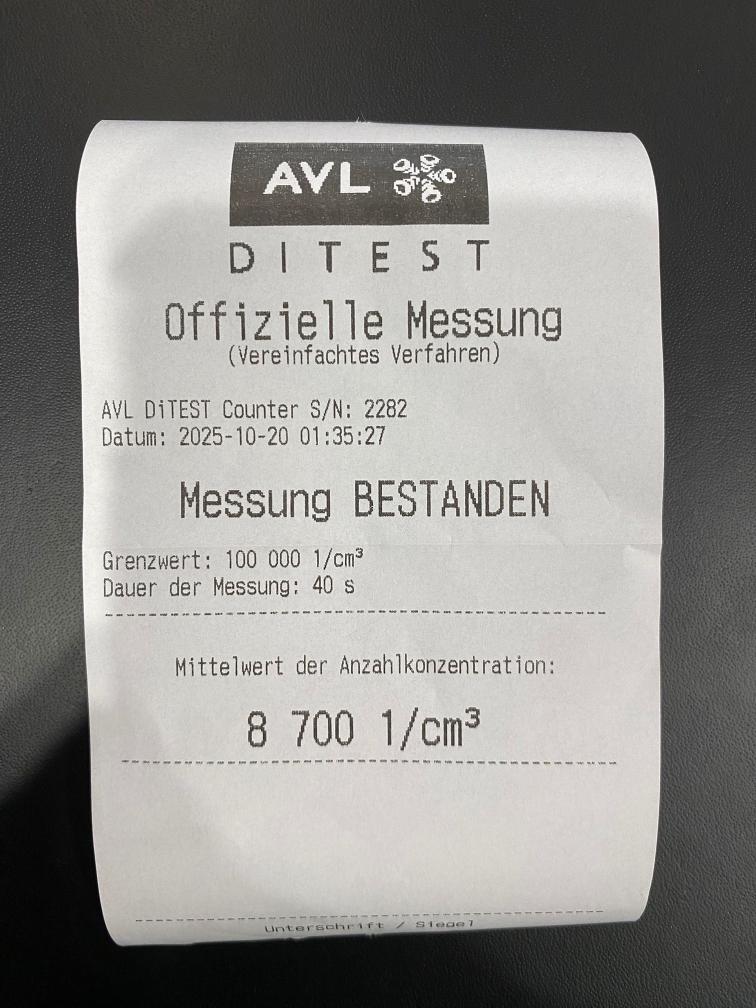 AVL
DITEST
Offizielle Messung
(Vereinfachtes Verfahren)
AVL DiTEST Counter S/N: 2282
Datum: 2025-10-20 01:35:27
Messung BESTANDEN
Grenzwert: 100 000 1/cm³
Dauer der Messung: 40 s
Mittelwert der Anzahlkonzentration:
8 700 1/cm³
Unterschrift / Siegel